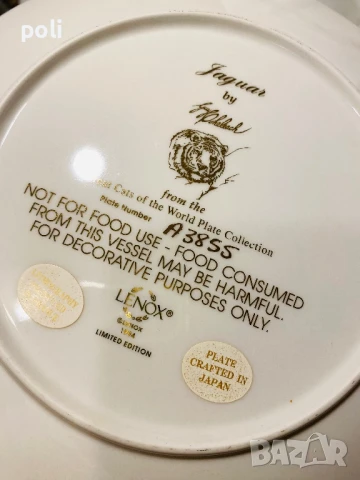 poli
Jaguar
by
from the
Cats of the World Plate Collection
Plate Number A3855
NOT FOR FOOD USE - FOOD CONSUMED
FROM THIS VESSEL MAY BE HARMFUL.
FOR DECORATIVE PURPOSES ONLY.
LENOX®
©LENOX
1994
LIMITED EDITION
PLATE
CRAFTED IN
JAPAN
BAZAR